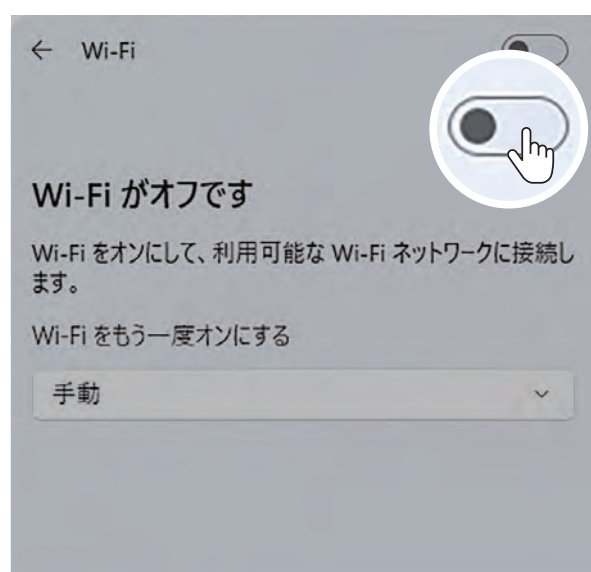 Wi-Fi
Wi-Fi がオフです
Wi-Fi をオンにして、利用可能な Wi-Fi ネットワークに接続し
ます。
Wi-Fi をもう一度オンにする
手動